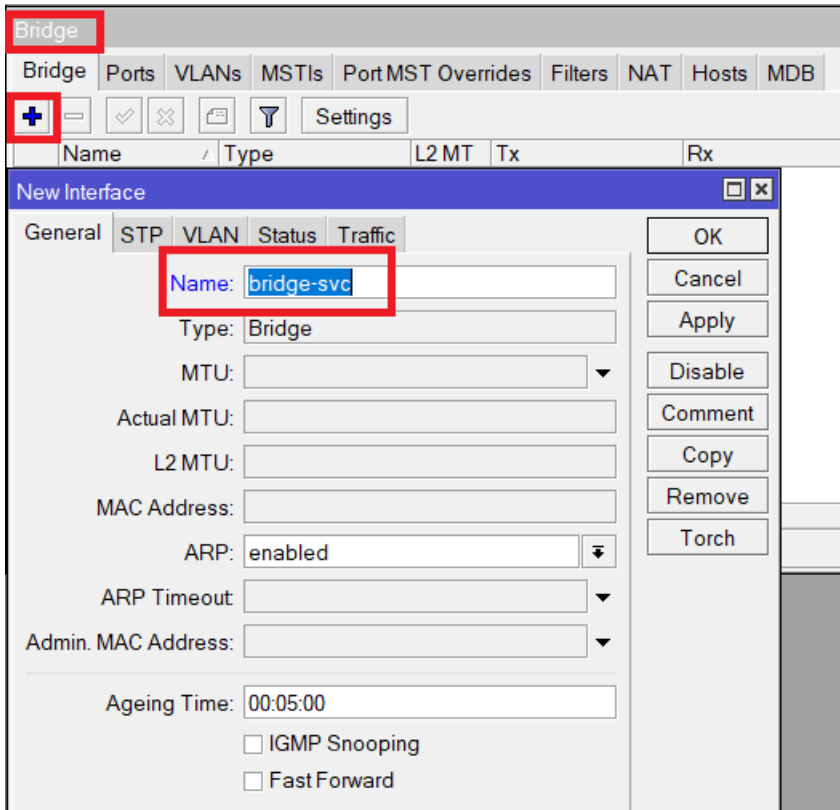 Bridge
Bridge Ports VLANs MSTIs Port MST Overrides Filters NAT Hosts MDB
Settings
Name Type L2 MT Tx Rx
New Interface
General STP VLAN Status Traffic
OK
Name: bridge-svc
Cancel
Type: Bridge
Apply
MTU:
Disable
Actual MTU:
Comment
L2 MTU:
Copy
MAC Address:
Remove
ARP: enabled
Torch
ARP Timeout:
Admin. MAC Address:
Ageing Time: 00:05:00
IGMP Snooping
Fast Forward